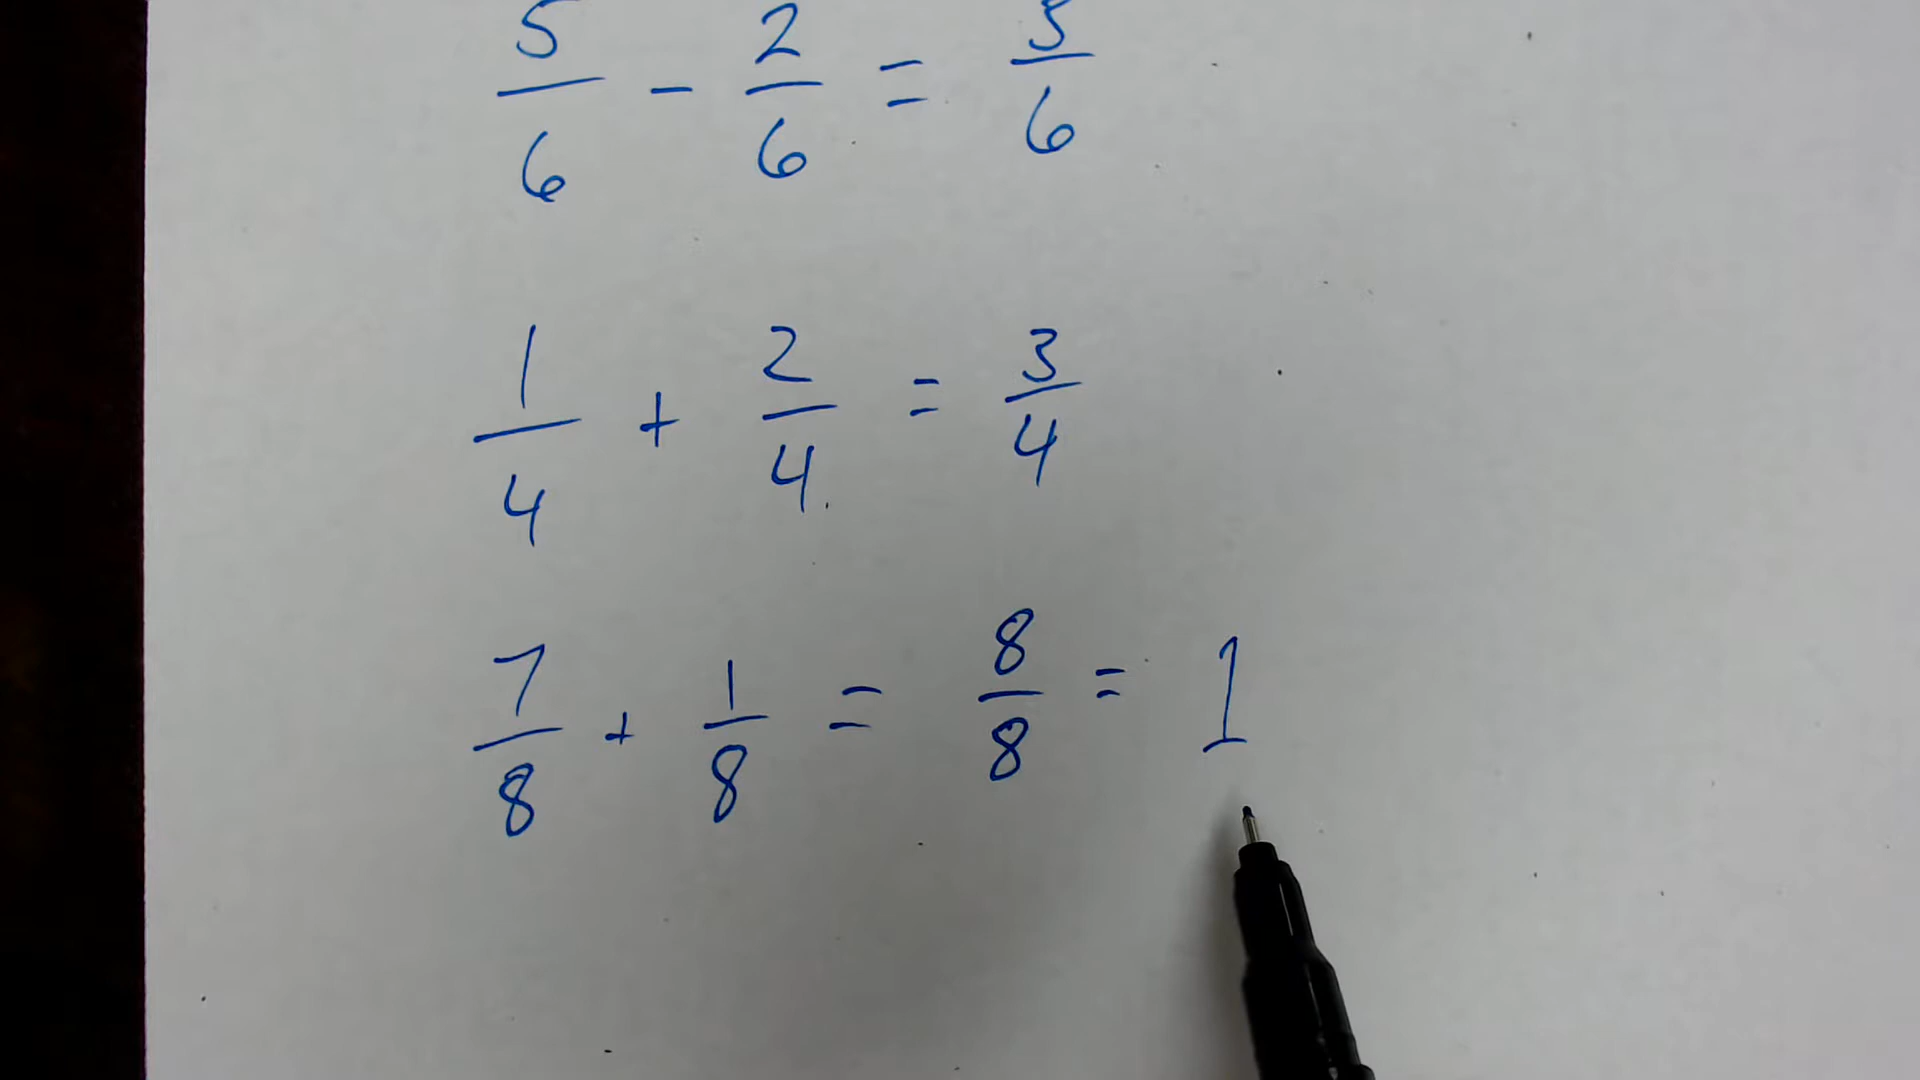 5/6 - 2/6 = 3/6
1/4 + 2/4 = 3/4
7/8 + 1/8 = 8/8 = 1